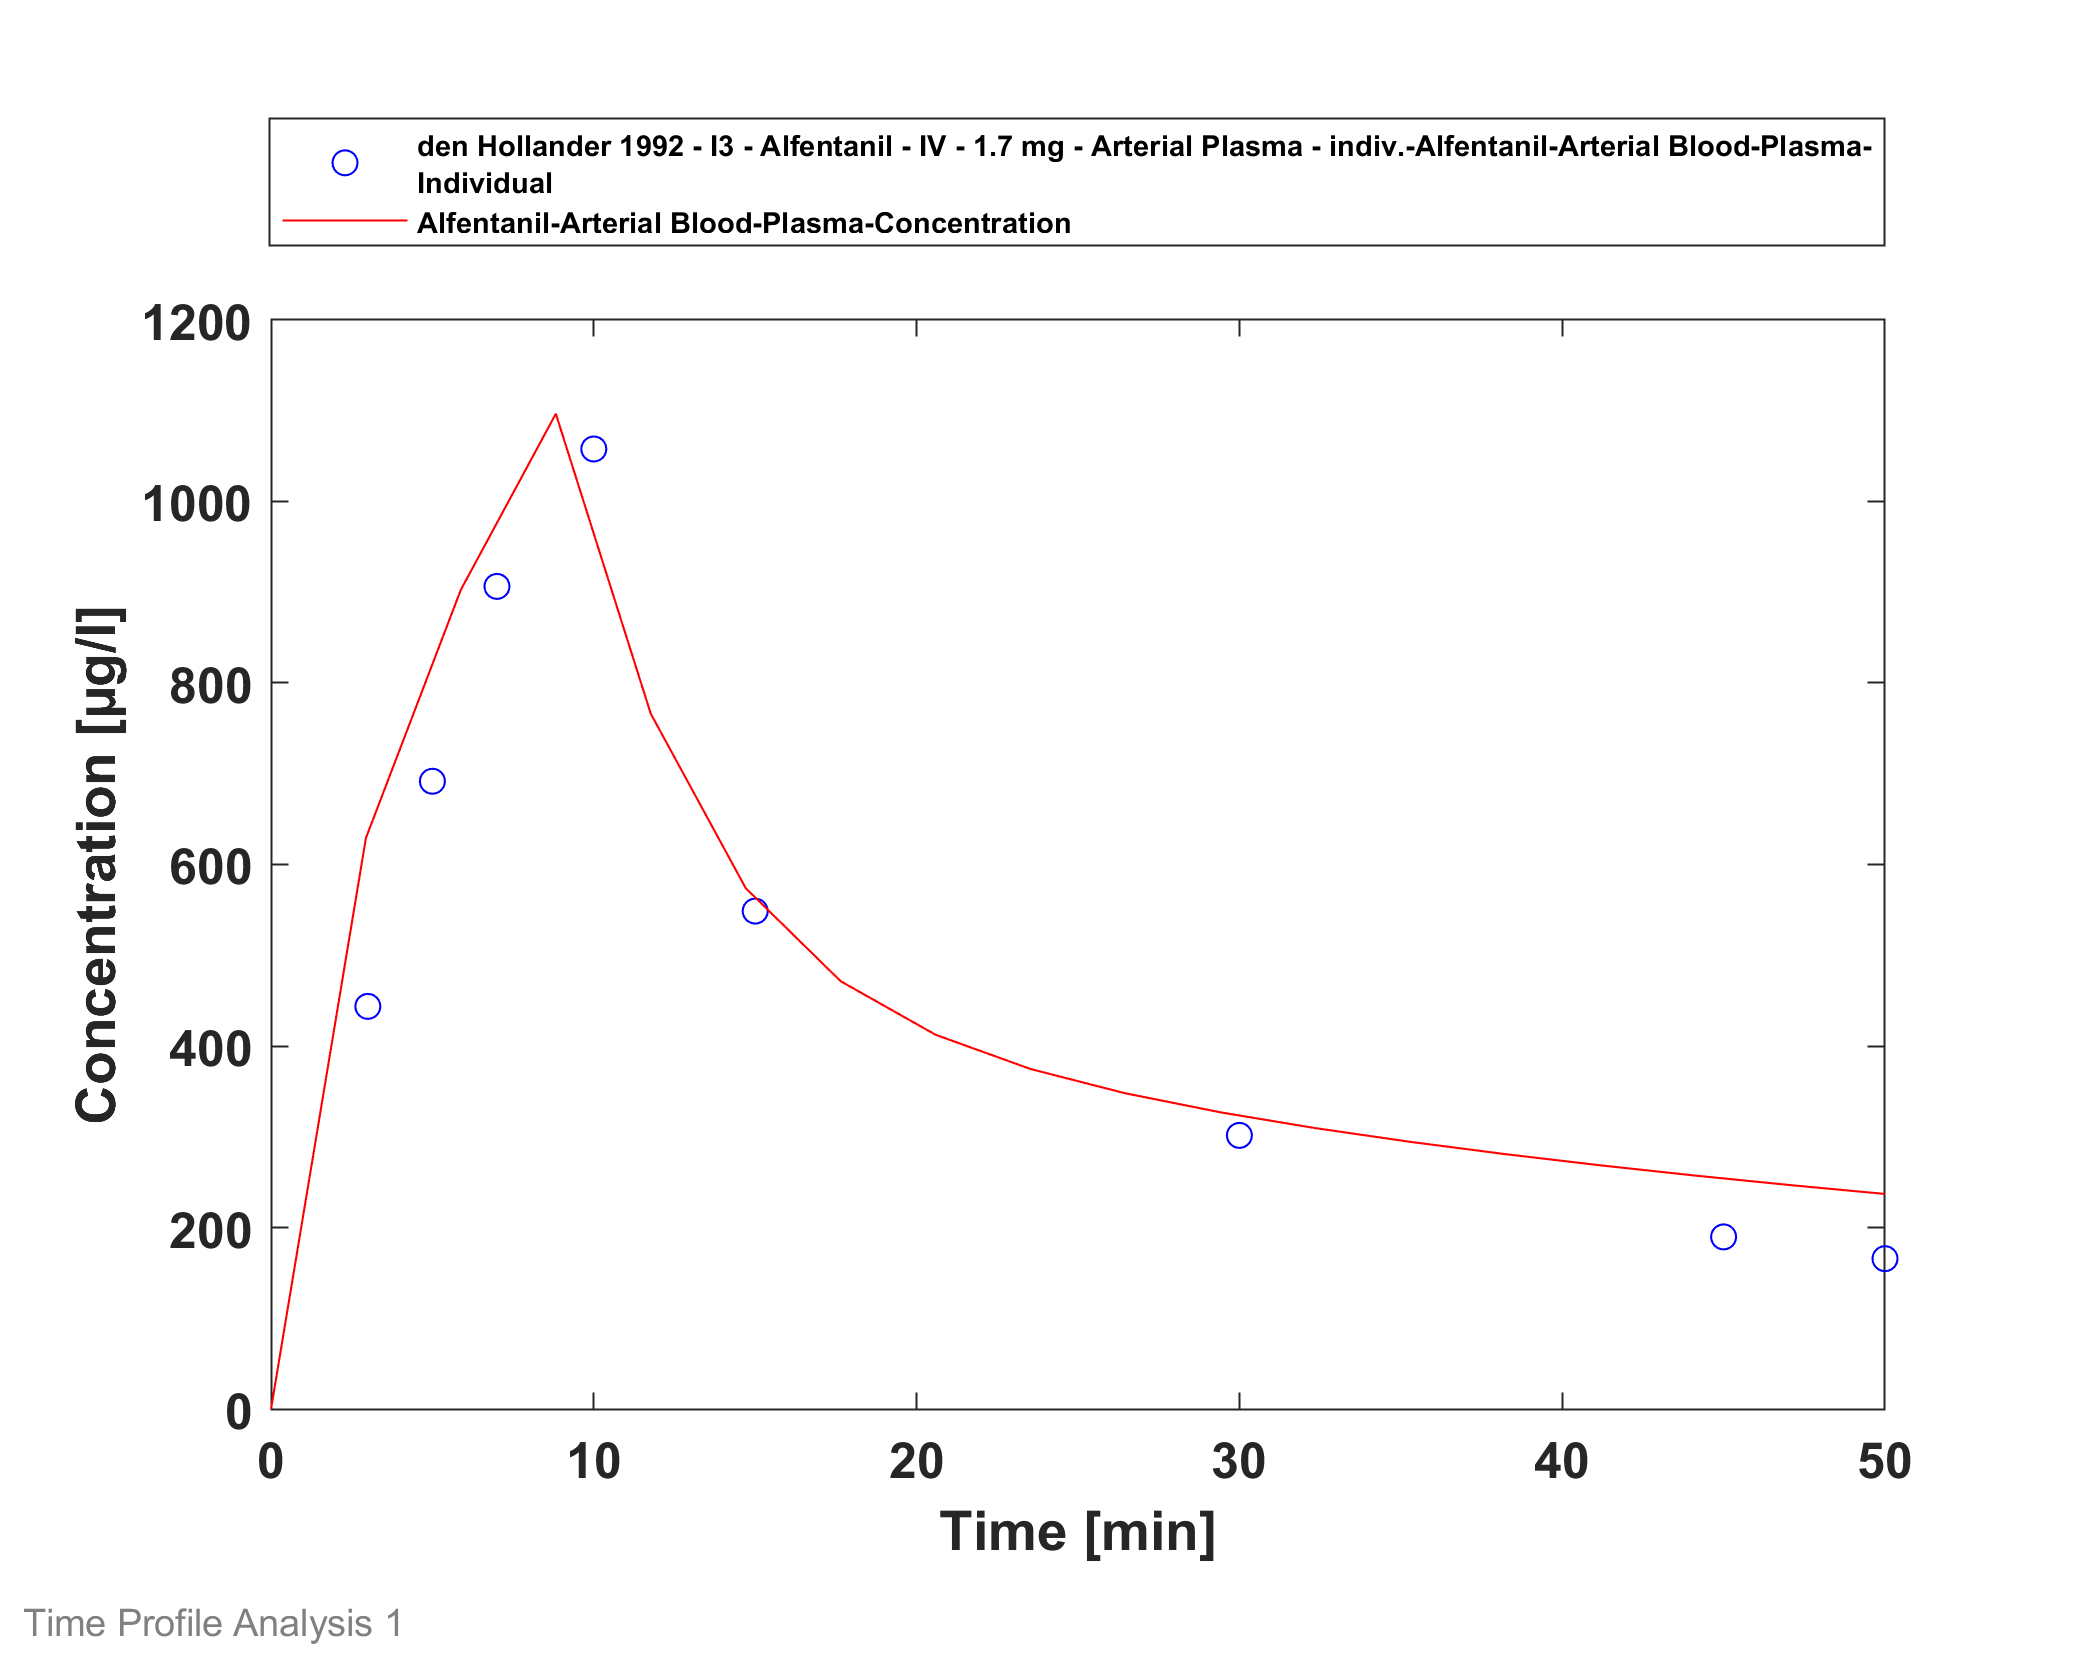 den Hollander 1992 - I3 - Alfentanil - IV - 1.7 mg - Arterial Plasma - indiv.-Alfentanil-Arterial Blood-Plasma-
Individual
Alfentanil-Arterial Blood-Plasma-Concentration
1200
1000
800
600
400
200
0
Concentration [µg/l]
0 10 20 30 40 50
Time [min]
Time Profile Analysis 1